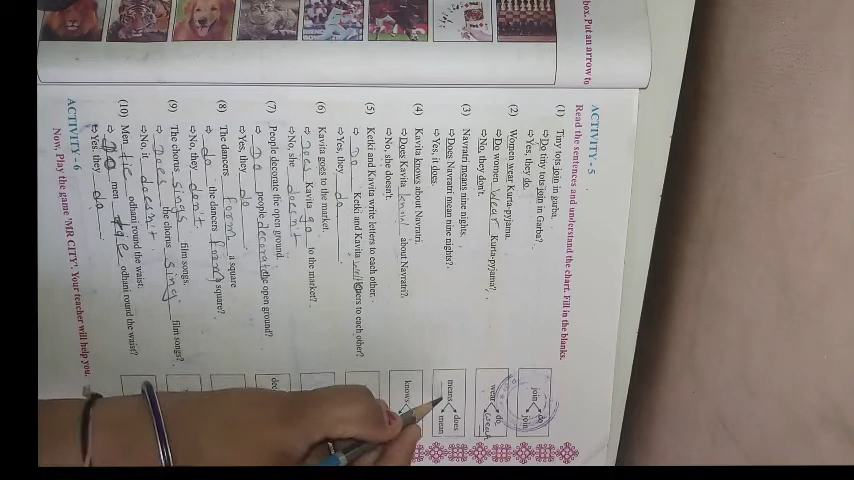 box. Put an arrow to
ACTIVITY - 5
Read the sentences and understand the chart. Fill in the blanks.
(1) Tiny tots join in garba.
⇨Do tiny tots join in Garba?
⇨Yes, they do.
join do join
(2) Women wear Kurta-pyjama.
⇨Do women wear Kurta-pyjama?
⇨No, they don't.
wear do wear
(3) Navratri means nine nights.
⇨Does Navratri mean nine nights?
⇨Yes, it does.
means does mean
(4) Kavita knows about Navratri.
⇨Does Kavita know about Navratri?
⇨No, she doesn't.
knows
(5) Ketki and Kavita write letters to each other.
⇨ Do Ketki and Kavita write letters to each other?
⇨Yes, they do
(6) Kavita goes to the market.
⇨ Does Kavita go to the market?
⇨No, she doesn't
(7) People decorate the open ground.
⇨ Do people decorate the open ground?
⇨Yes, they do.
dec
(8) The dancers form a square
⇨ do the dancers form square?
⇨No, they don't.
(9) The chorus sings film songs.
⇨ Does the chorus sing film songs?
⇨No, it doesn't.
(10) Men tie odhani round the waist.
⇨ do men tie odhani round the waist?
⇨Yes, they do.
ACTIVITY - 6
Now, Play the game 'MR CITY'. Your teacher will help you.